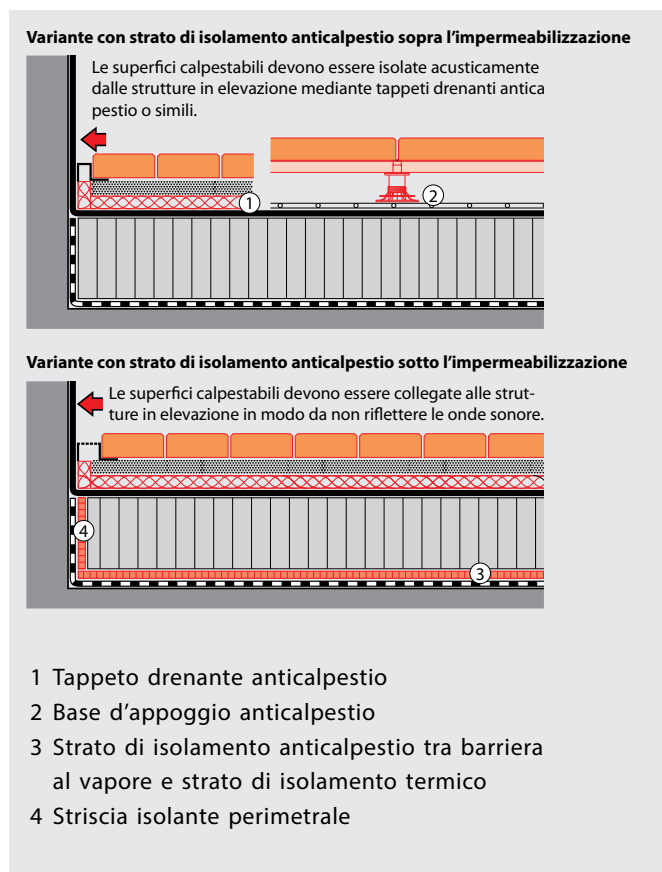 Variante con strato di isolamento anticalpestio sopra l'impermeabilizzazione
Le superfici calpestabili devono essere isolate acusticamente
dalle strutture in elevazione mediante tappeti drenanti antica
pestio o simili.
1
2
Variante con strato di isolamento anticalpestio sotto l'impermeabilizzazione
Le superfici calpestabili devono essere collegate alle strut-
ture in elevazione in modo da non riflettere le onde sonore.
4
3
1 Tappeto drenante anticalpestio
2 Base d'appoggio anticalpestio
3 Strato di isolamento anticalpestio tra barriera
al vapore e strato di isolamento termico
4 Striscia isolante perimetrale